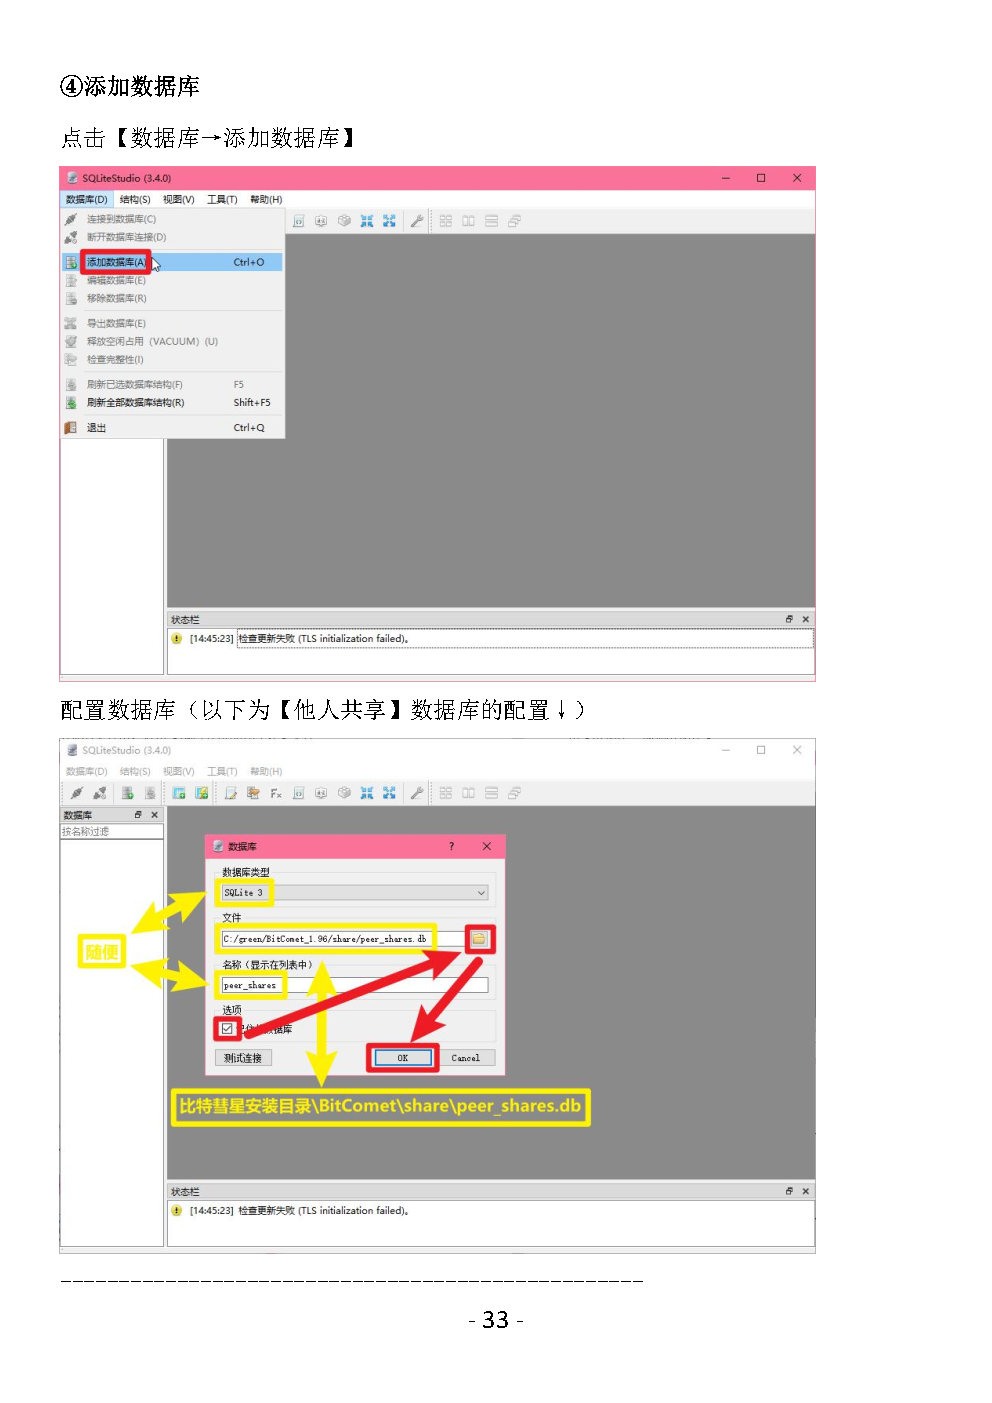 ④添加数据库
点击【数据库→添加数据库】
SQLiteStudio (3.4.0)
数据库(D) 结构(S) 视图(V) 工具(T) 帮助(H)
连接到数据库(C)
断开数据库连接(D)
添加数据库(A) Ctrl+O
编辑数据库(E)
移除数据库(R)
导出数据库(E)
释放空闲占用（VACUUM）(U)
检查完整性(I)
刷新已选数据库结构(F) F5
刷新全部数据库结构(R) Shift+F5
退出 Ctrl+Q
状态栏
[14:45:23] 检查更新失败 (TLS initialization failed)。
配置数据库（以下为【他人共享】数据库的配置↓）
SQLiteStudio (3.4.0)
数据库(D) 结构(S) 视图(V) 工具(T) 帮助(H)
数据库
按名称过滤
数据库
数据库类型
SQLite 3
文件
C:/green/BitComet_1.96/share/peer_shares.db
随便
名称（显示在列表中）
peer_shares
选项
数据库
测试连接 OK Cancel
比特彗星安装目录\BitComet\share\peer_shares.db
状态栏
[14:45:23] 检查更新失败 (TLS initialization failed)。
- 33 -